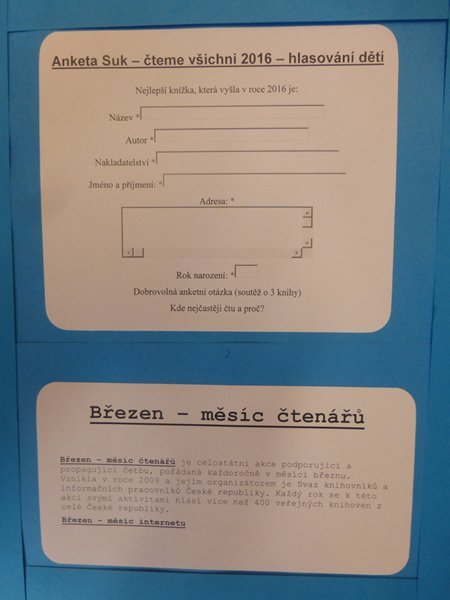 Anketa Suk – čteme všichni 2016 – hlasování dětí
Nejlepší knížka, která vyšla v roce 2016 je:
Název *
Autor *
Nakladatelství *
Jméno a příjmení: *
Adresa: *
Rok narození: *
Dobrovolná anketní otázka (soutěž o 3 knihy)
Kde nejčastěji čtu a proč?
Březen – měsíc čtenářů
Březen – měsíc čtenářů je celostátní akce podporující a
propagující četbu, pořádaná každoročně v měsíci březnu.
Vznikla v roce 2009 a jejím organizátorem je Svaz knihovníků a
informačních pracovníků České republiky. Každý rok se k této
akci svými aktivitami hlásí více než 400 veřejných knihoven z
celé České republiky.
Březen – měsíc internetu